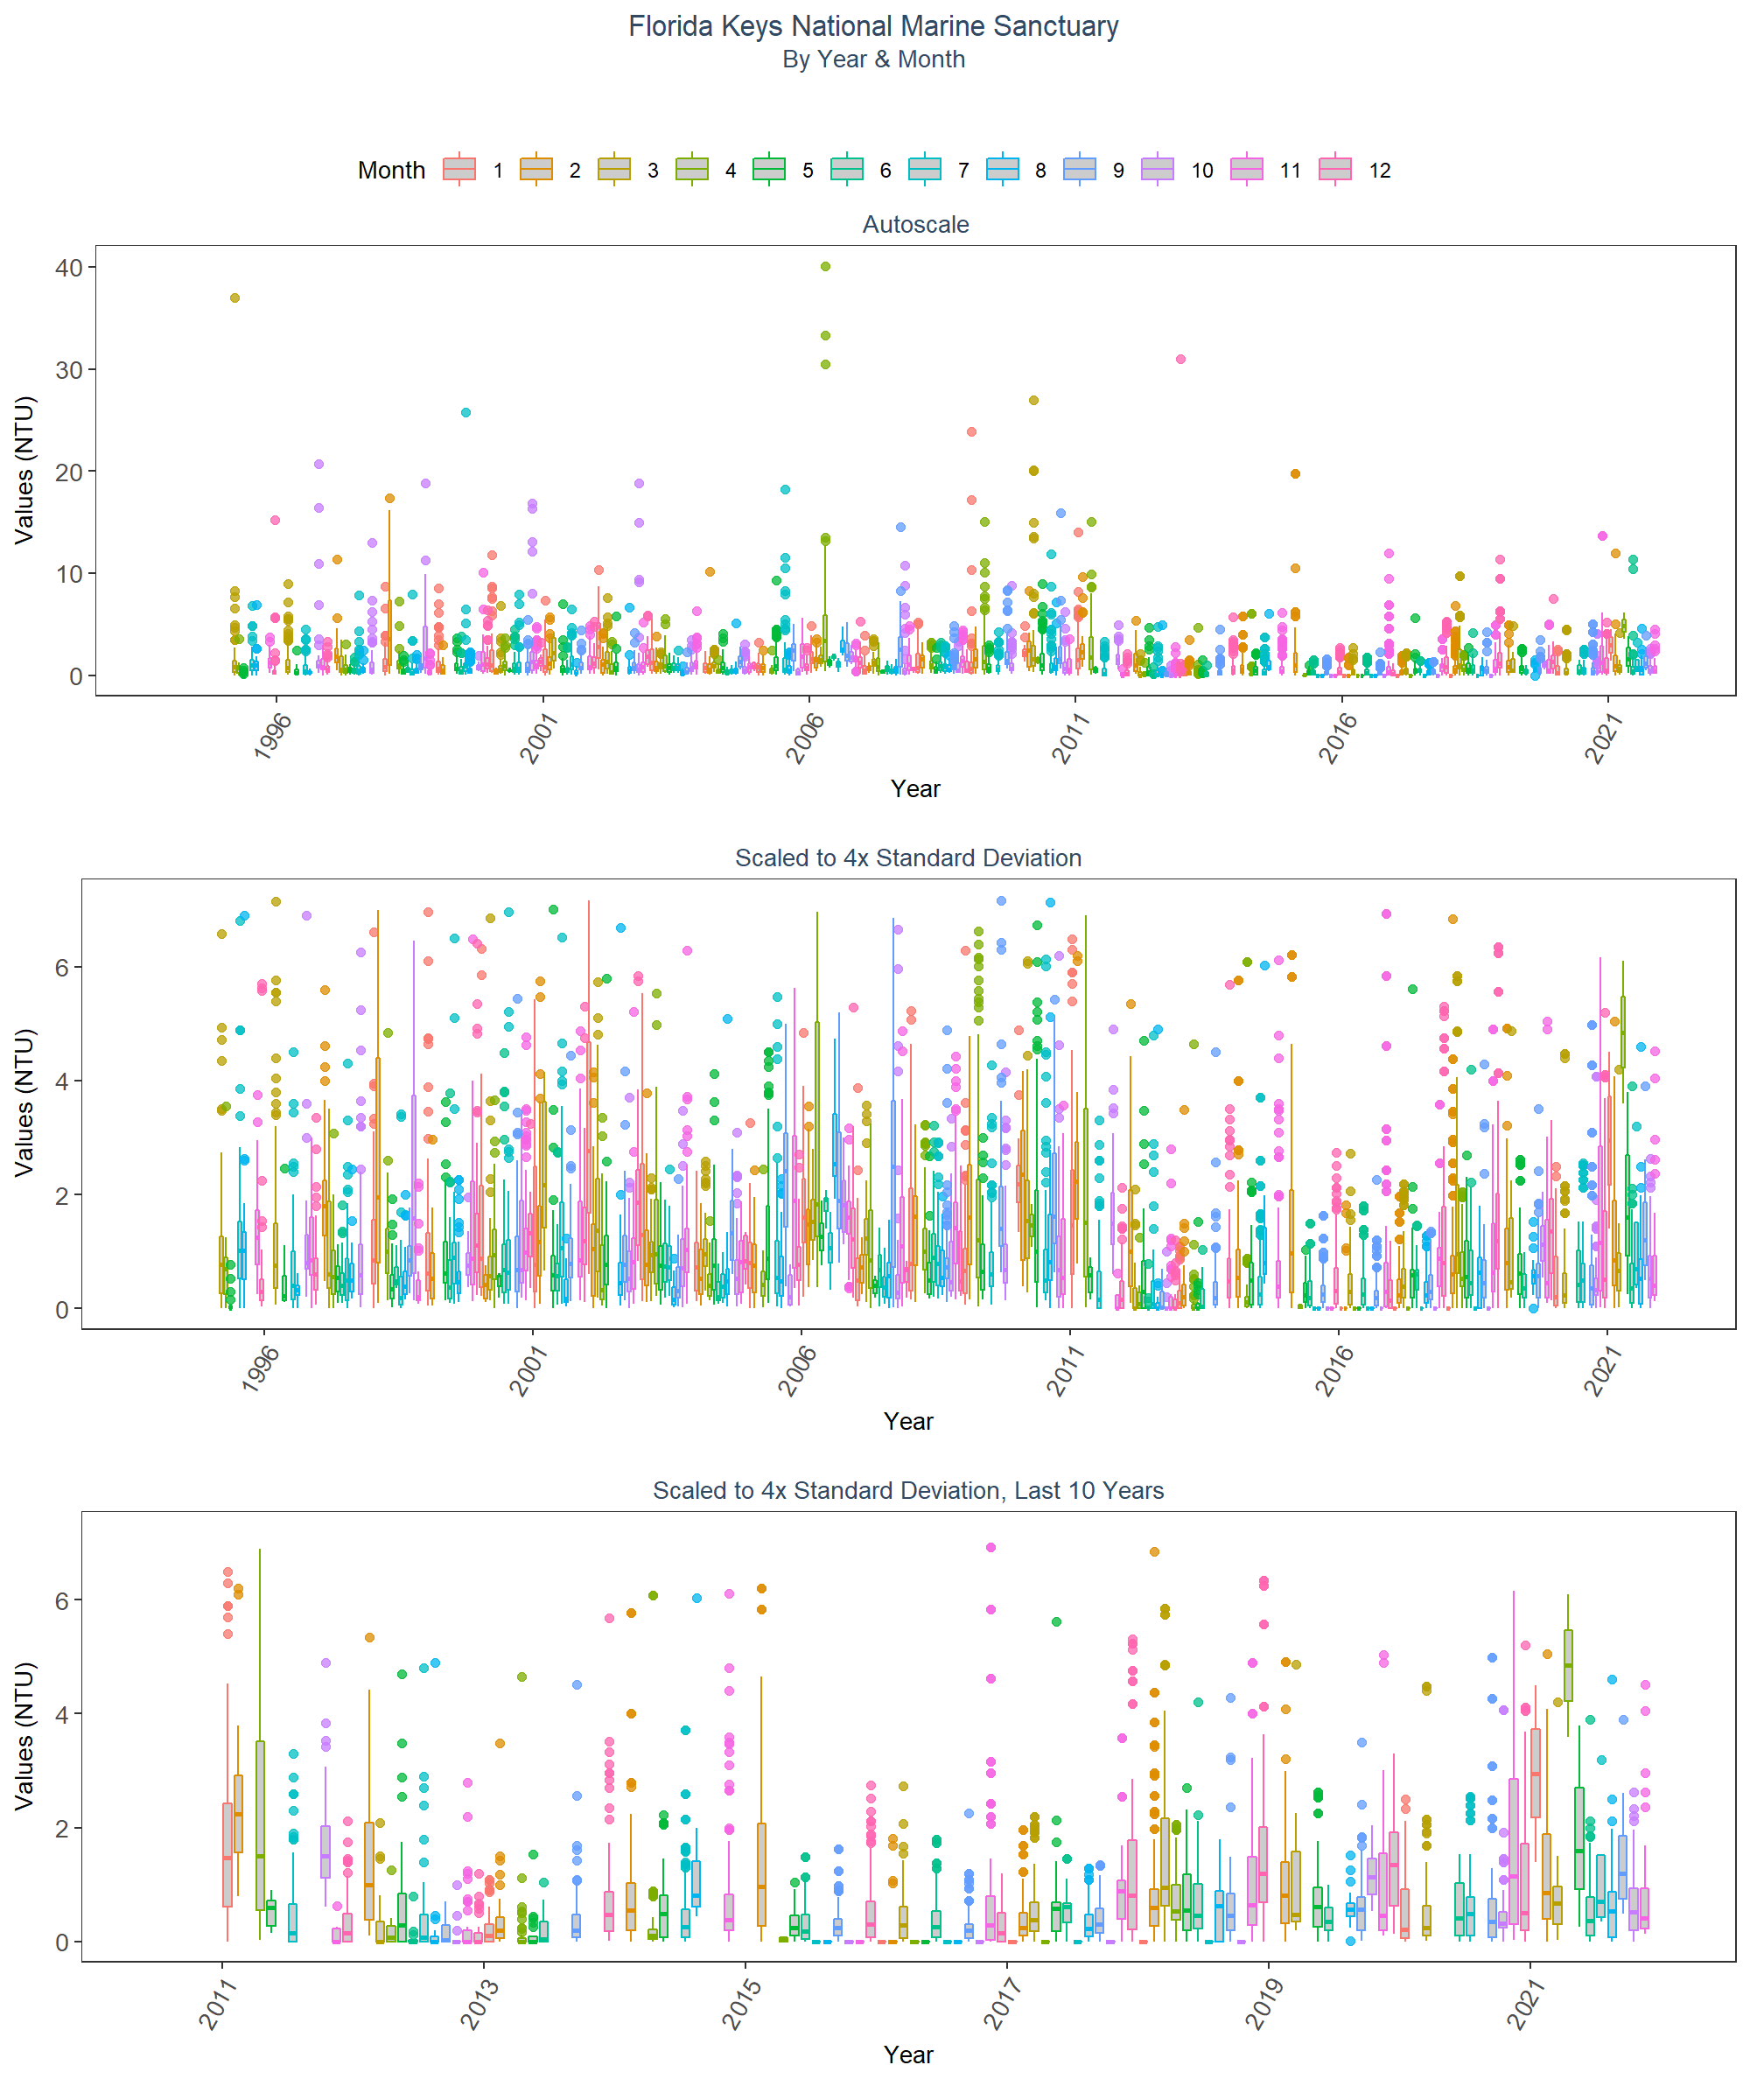 Florida Keys National Marine Sanctuary
By Year & Month
Month 1 2 3 4 5 6 7 8 9 10 11 12
Autoscale
Values (NTU)
40
30
20
10
0
1996 2001 2006 2011 2016 2021
Year
Scaled to 4x Standard Deviation
Values (NTU)
6
4
2
0
1996 2001 2006 2011 2016 2021
Year
Scaled to 4x Standard Deviation, Last 10 Years
Values (NTU)
6
4
2
0
2011 2013 2015 2017 2019 2021
Year